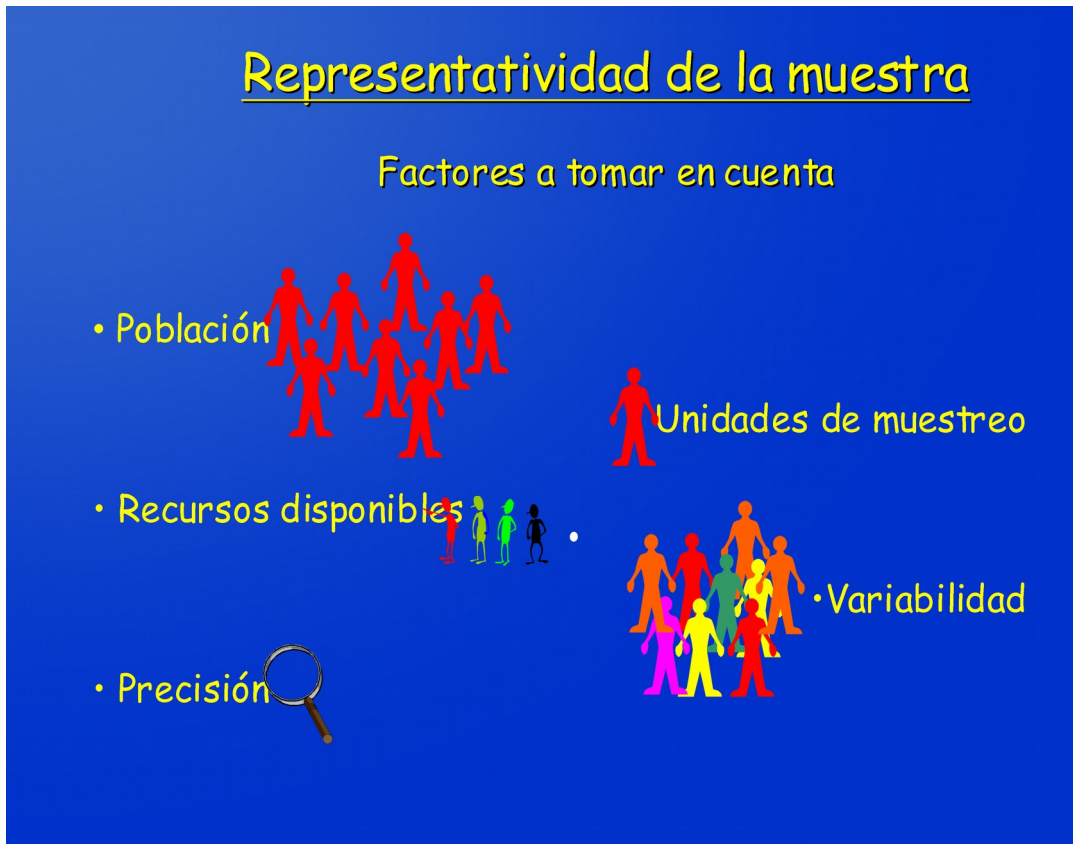 Representatividad de la muestra
Factores a tomar en cuenta
• Población
Unidades de muestreo
• Recursos disponibles
• Variabilidad
• Precisión